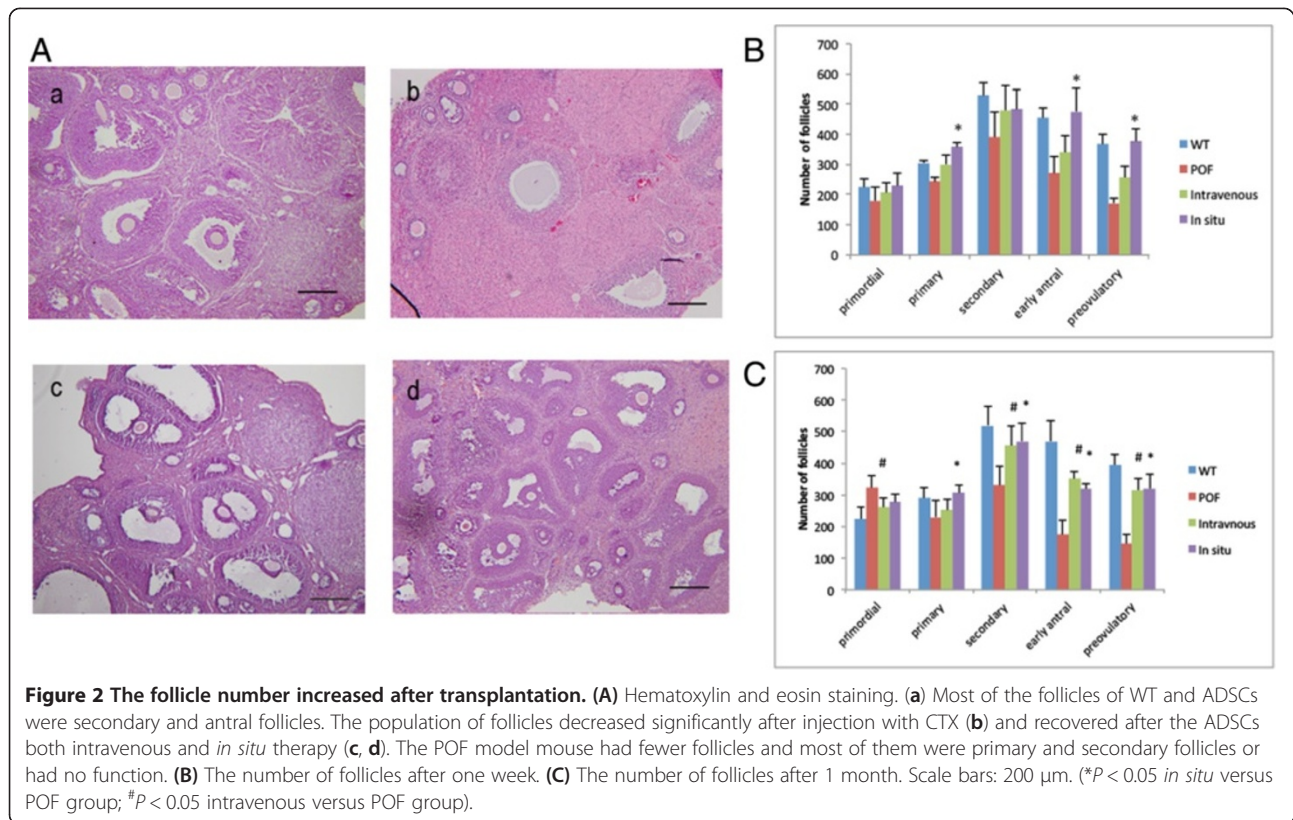 A
a
b
c
d
B
700
600
500
400
300
200
100
0
Number of follicles
primordial
primary
secondary
early antral
preovulatory
*
*
*
WT
POF
Intravenous
In situ
C
700
600
500
400
300
200
100
0
Number of follicles
primordial
primary
secondary
early antral
preovulatory
#
*
# *
# *
# *
WT
POF
Intravnous
In situ
Figure 2 The follicle number increased after transplantation. (A) Hematoxylin and eosin staining. (a) Most of the follicles of WT and ADSCs
were secondary and antral follicles. The population of follicles decreased significantly after injection with CTX (b) and recovered after the ADSCs
both intravenous and in situ therapy (c, d). The POF model mouse had fewer follicles and most of them were primary and secondary follicles or
had no function. (B) The number of follicles after one week. (C) The number of follicles after 1 month. Scale bars: 200 μm. (*P < 0.05 in situ versus
POF group; #P < 0.05 intravenous versus POF group).